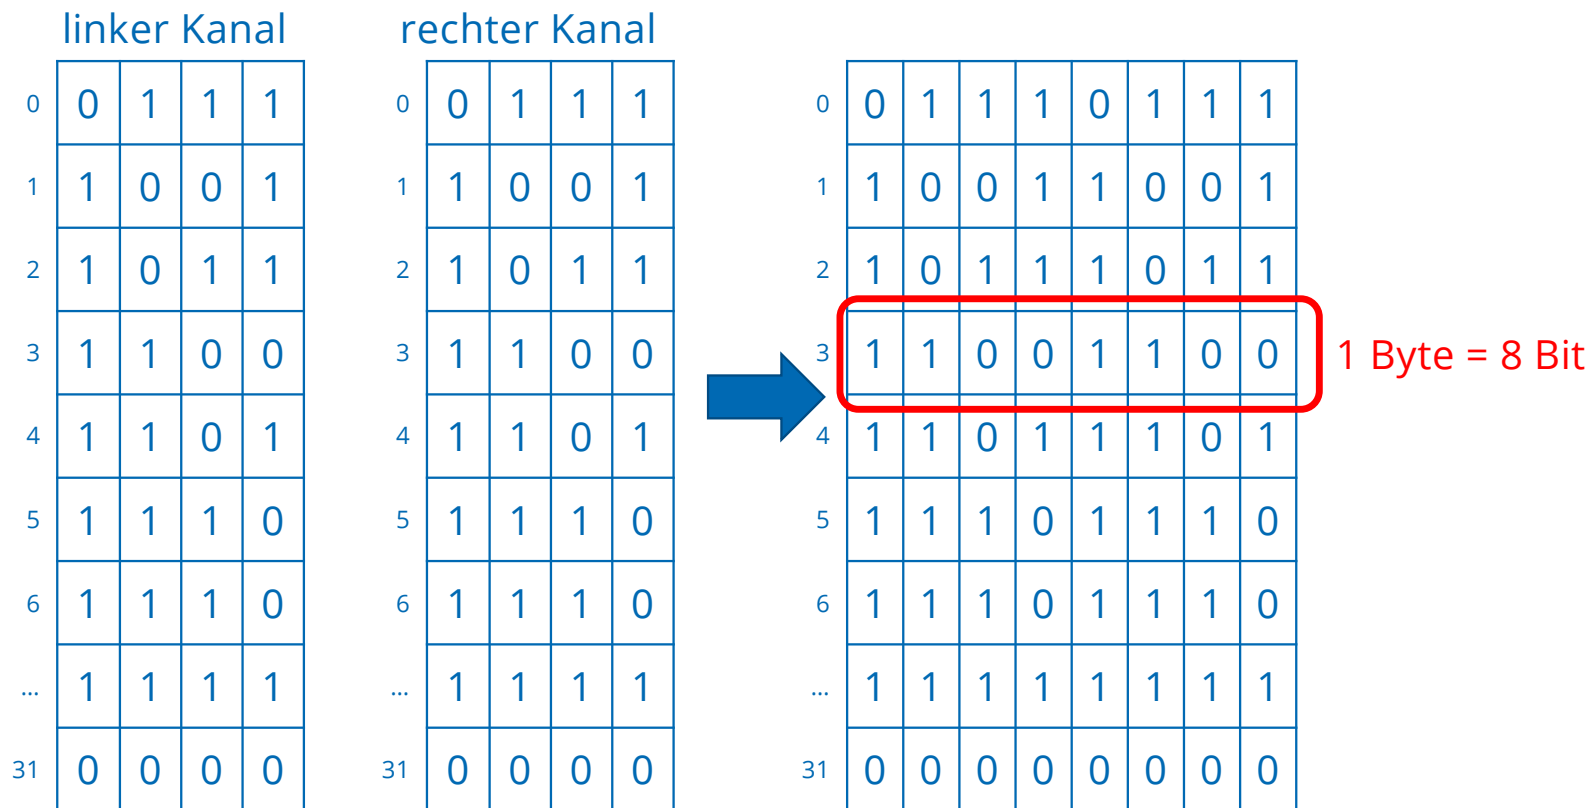 linker Kanal rechter Kanal
0 0 1 1 1 0 0 1 1 1 0 0 1 1 1 0 1 1 1
1 1 0 0 1 1 1 0 0 1 1 1 0 0 1 1 0 0 1
2 1 0 1 1 2 1 0 1 1 2 1 0 1 1 1 0 1 1
3 1 1 0 0 3 1 1 0 0 3 1 1 0 0 1 1 0 0 1 Byte = 8 Bit
4 1 1 0 1 4 1 1 0 1 4 1 1 0 1 1 1 0 1
5 1 1 1 0 5 1 1 1 0 5 1 1 1 0 1 1 1 0
6 1 1 1 0 6 1 1 1 0 6 1 1 1 0 1 1 1 0
... 1 1 1 1 ... 1 1 1 1 ... 1 1 1 1 1 1 1 1
31 0 0 0 0 31 0 0 0 0 31 0 0 0 0 0 0 0 0